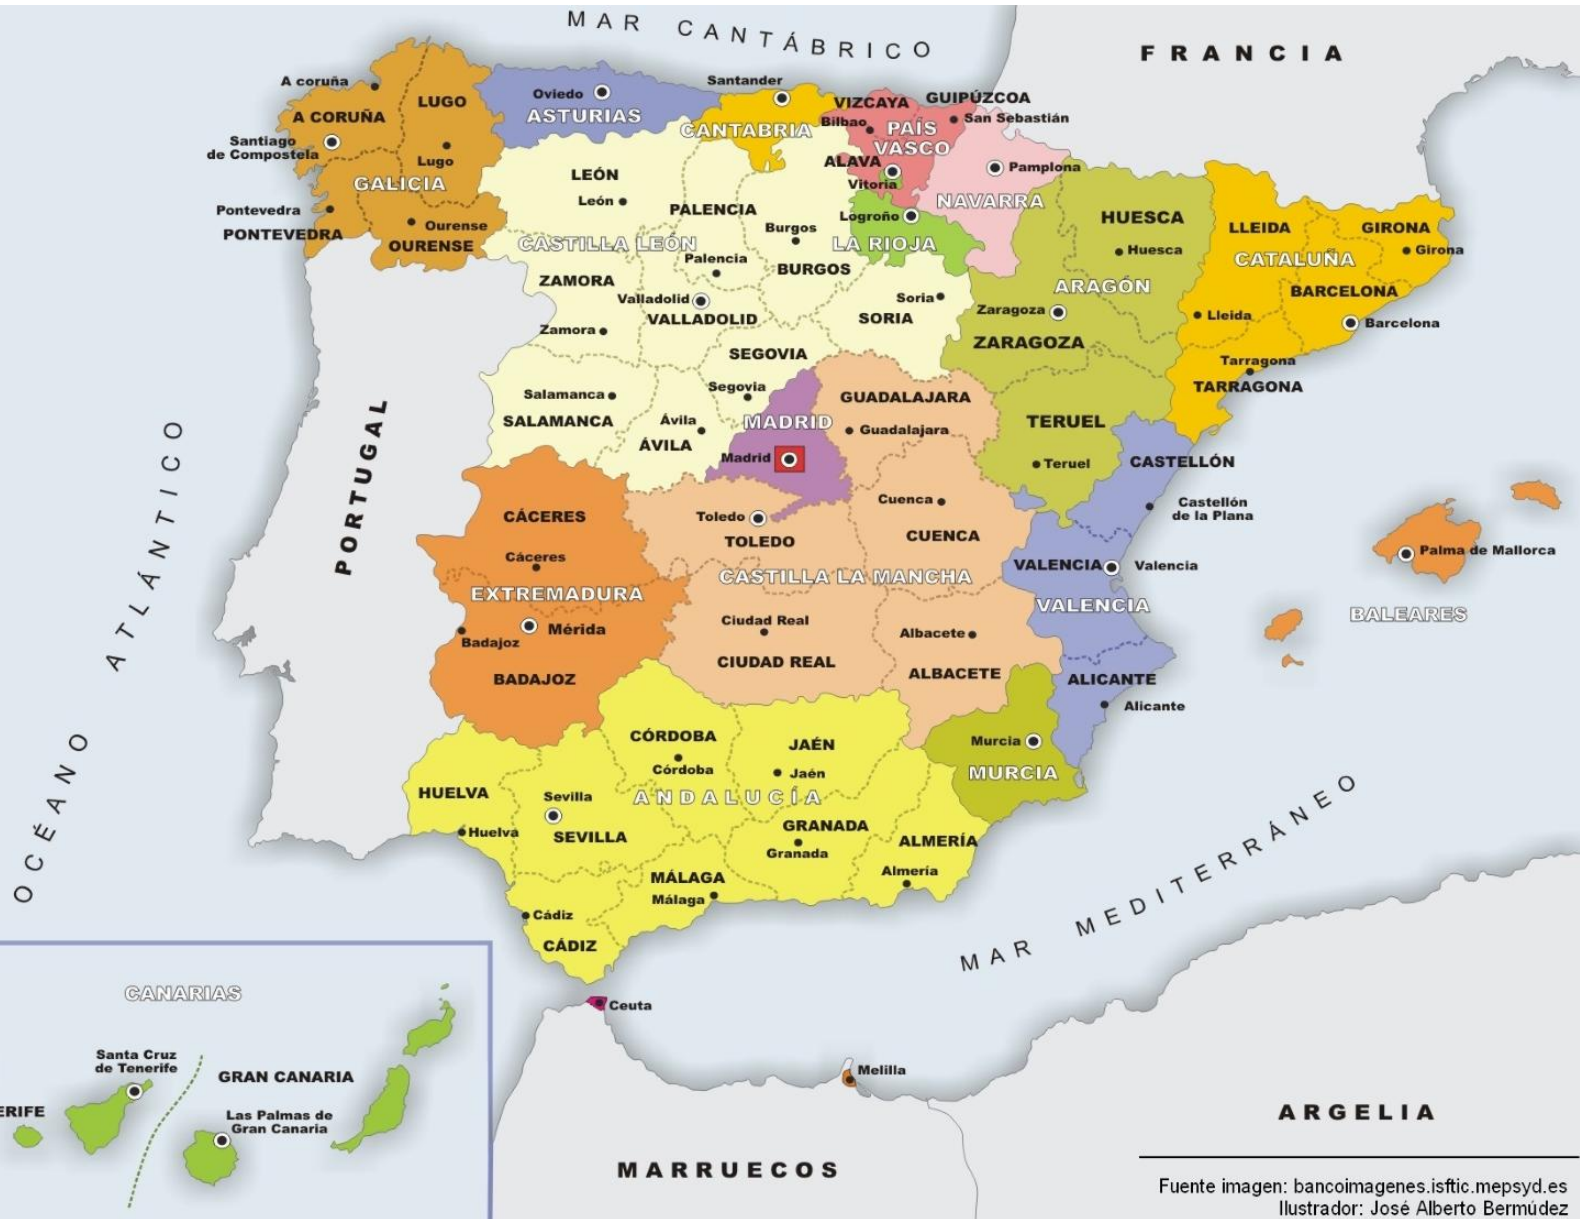 MAR CANTÁBRICO
FRANCIA
A coruña
A CORUÑA
LUGO
Lugo
Santiago
de Compostela
GALICIA
Pontevedra
PONTEVEDRA
Ourense
OURENSE
Oviedo
ASTURIAS
Santander
CANTABRIA
VIZCAYA
Bilbao
GUIPÚZCOA
San Sebastián
PAÍS
VASCO
ALAVA
Vitoria
Pamplona
NAVARRA
Logroño
LA RIOJA
LEÓN
León
PALENCIA
Palencia
CASTILLA LEÓN
Burgos
BURGOS
ZAMORA
Zamora
Valladolid
VALLADOLID
Soria
SORIA
SEGOVIA
Segovia
Salamanca
SALAMANCA
Ávila
ÁVILA
HUESCA
Huesca
ARAGÓN
Zaragoza
ZARAGOZA
TERUEL
Teruel
LLEIDA
Lleida
GIRONA
Girona
CATALUÑA
BARCELONA
Barcelona
Tarragona
TARRAGONA
MADRID
Madrid
GUADALAJARA
Guadalajara
Cuenca
CUENCA
Toledo
TOLEDO
CASTILLA LA MANCHA
Ciudad Real
CIUDAD REAL
Albacete
ALBACETE
CASTELLÓN
Castellón
de la Plana
VALENCIA
Valencia
VALENCIA
ALICANTE
Alicante
Palma de Mallorca
BALEARES
PORTUGAL
OCÉANO ATLÁNTICO
CÁCERES
Cáceres
EXTREMADURA
Mérida
Badajoz
BADAJOZ
Murcia
MURCIA
CÓRDOBA
Córdoba
JAÉN
Jaén
ANDALUCÍA
HUELVA
Huelva
Sevilla
SEVILLA
GRANADA
Granada
ALMERÍA
Almería
MÁLAGA
Málaga
Cádiz
CÁDIZ
MAR MEDITERRÁNEO
Ceuta
Melilla
CANARIAS
Santa Cruz
de Tenerife
GRAN CANARIA
ERIFE
Las Palmas de
Gran Canaria
MARRUECOS
ARGELIA
Fuente imagen: bancoimagenes.isftic.mepsyd.es
Ilustrador: José Alberto Bermúdez